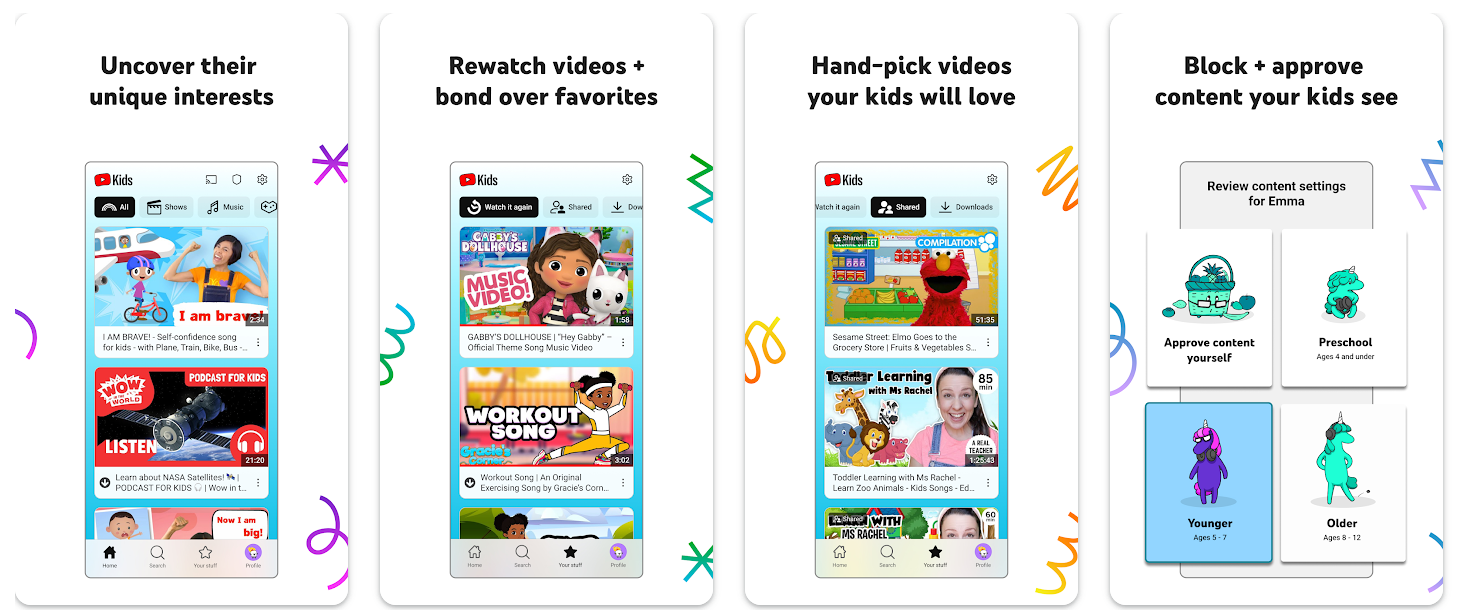 Uncover their
unique interests
Kids
All
Shows
Music
I am brave!
2:34
I AM BRAVE! - Self-confidence song
for kids - with Plane, Train, Bike, Bus -...
WOW
IN THE
WORLD
PODCAST FOR KIDS
LISTEN
21:20
Learn about NASA Satellites! 🛰️ |
PODCAST FOR KIDS 🎧 | Wow in t...
Now I am
big!
Home
Search
Your stuff
Profile
Rewatch videos +
bond over favorites
Kids
Watch it again
Shared
Dow
GABBY'S
DOLLHOUSE
MUSIC
VIDEO!
1:58
GABBY'S DOLLHOUSE | "Hey Gabby" –
Official Theme Song Music Video
WORKOUT
SONG
Gracie's
Corner
3:02
Workout Song | An Original
Exercising Song by Gracie's Corn...
Home
Search
Your stuff
Profile
Hand-pick videos
your kids will love
Kids
Watch it again
Shared
Downloads
Shared
SESAME STREET
COMPILATION
51:35
Sesame Street: Elmo Goes to the
Grocery Store | Fruits & Vegetables S...
Shared
Toddler Learning
with Ms Rachel
85
min
A REAL
TEACHER
1:25:43
Toddler Learning with Ms Rachel -
Learn Zoo Animals - Kids Songs - Ed...
Shared
WITH
MS RACHEL
60
min
Home
Search
Your stuff
Profile
Block + approve
content your kids see
Review content settings
for Emma
Approve content
yourself
Preschool
Ages 4 and under
Younger
Ages 5 - 7
Older
Ages 8 - 12